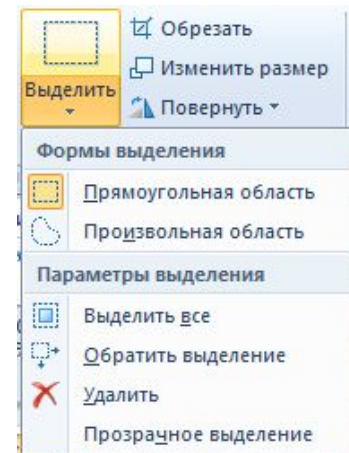 Обрезать
Изменить размер
Выделить
Повернуть
Формы выделения
Прямоугольная область
Произвольная область
Параметры выделения
Выделить все
Обратить выделение
Удалить
Прозрачное выделение